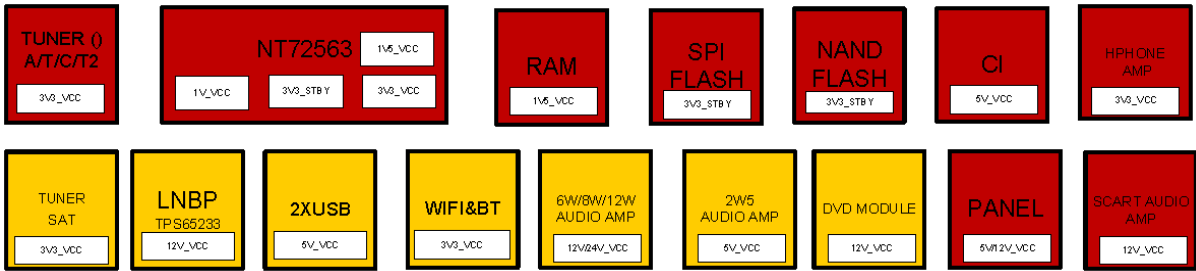 TUNER ()
A/T/C/T2
3V3_VCC
NT72563
1V5_VCC
1V_VCC
3V3_STBY
3V3_VCC
RAM
1V5_VCC
SPI
FLASH
3V3_STBY
NAND
FLASH
3V3_STBY
CI
5V_VCC
HPHONE
AMP
3V3_VCC
TUNER
SAT
3V3_VCC
LNBP
TPS65233
12V_VCC
2XUSB
5V_VCC
WIFI&BT
3V3_VCC
6W/8W/12W
AUDIO AMP
12V/24V_VCC
2W5
AUDIO AMP
5V_VCC
DVD MODULE
12V_VCC
PANEL
5V/12V_VCC
SCART AUDIO
AMP
12V_VCC